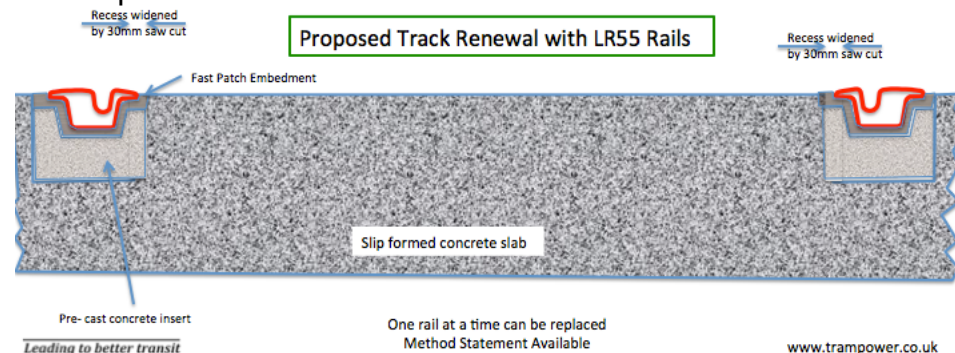 Recess widened
by 30mm saw cut
Proposed Track Renewal with LR55 Rails
Recess widened
by 30mm saw cut
Fast Patch Embedment
Slip formed concrete slab
Pre- cast concrete insert
One rail at a time can be replaced
Method Statement Available
Leading to better transit
www.trampower.co.uk